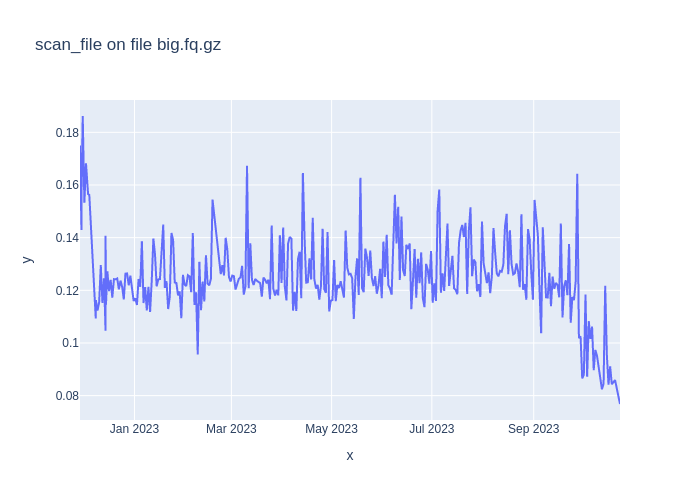 scan_file on file big.fq.gz
0.18
0.16
0.14
0.12
0.1
0.08
y
Jan 2023
Mar 2023
May 2023
Jul 2023
Sep 2023
x